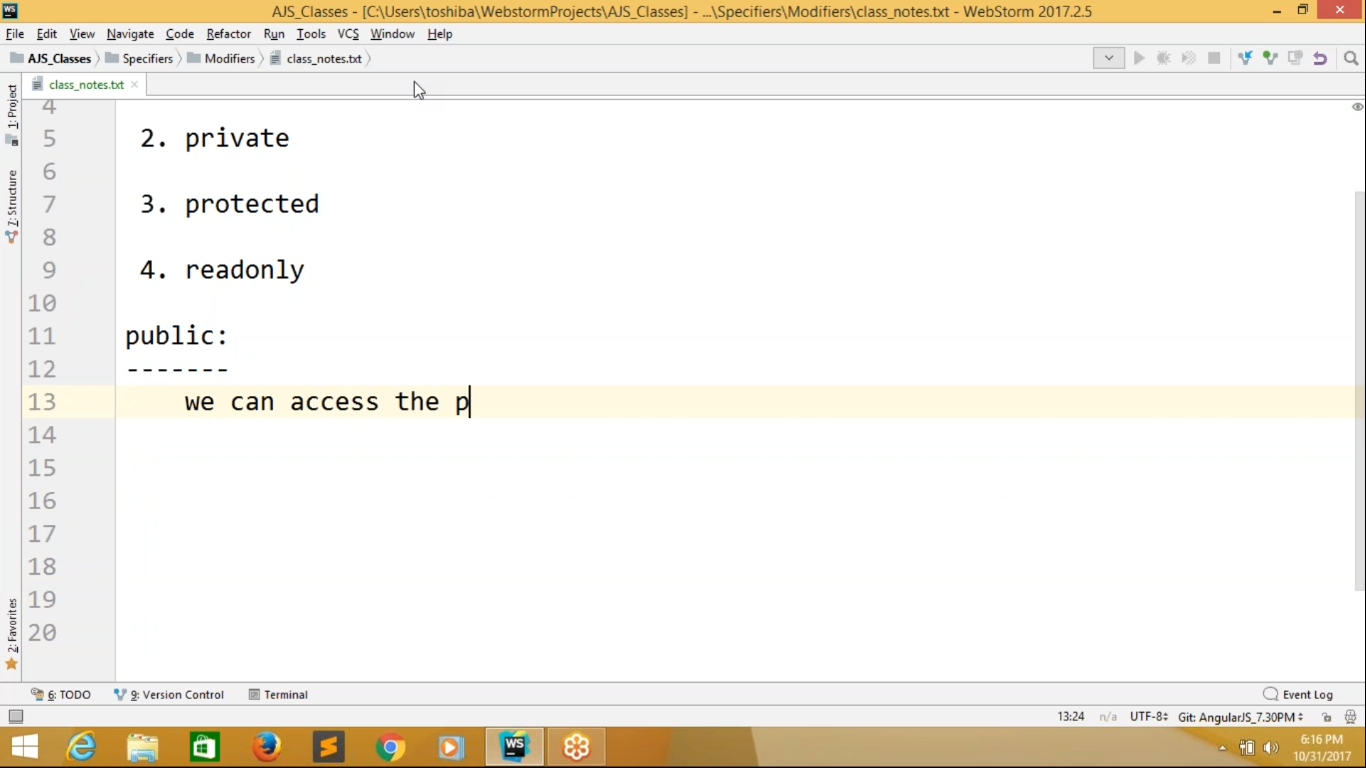 AJS_Classes - [C:\Users\toshiba\WebstormProjects\AJS_Classes] - ...\Specifiers\Modifiers\class_notes.txt - WebStorm 2017.2.5
File Edit View Navigate Code Refactor Run Tools VCS Window Help
AJS_Classes Specifiers Modifiers class_notes.txt
class_notes.txt
1: Project
Z: Structure
2: Favorites
4
5 2. private
6
7 3. protected
8
9 4. readonly
10
11 public:
12 -------
13 we can access the p
14
15
16
17
18
19
20
6: TODO 9: Version Control Terminal Event Log
13:24 n/a UTF-8 Git: AngularJS_7.30PM
WS
6:16 PM
10/31/2017